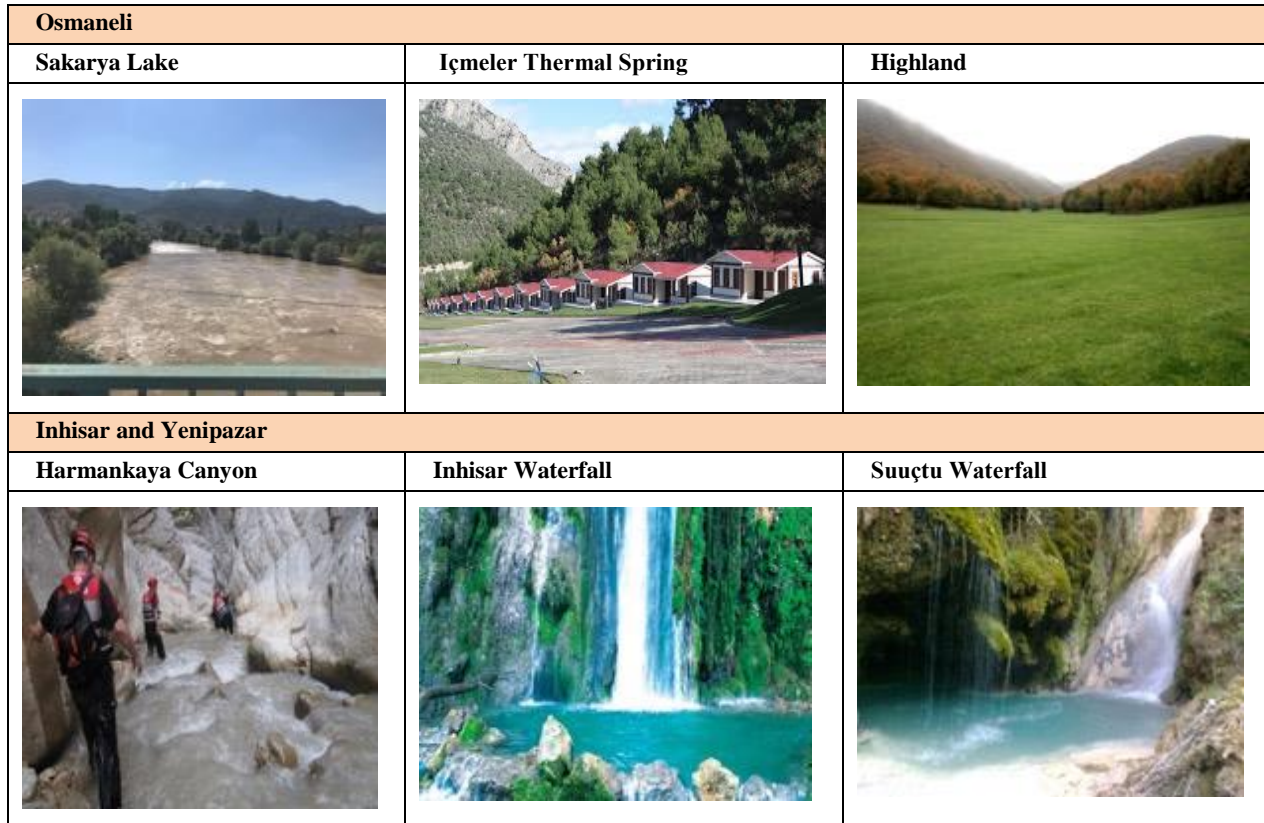 Osmaneli
Sakarya Lake
Içmeler Thermal Spring
Highland
Inhisar and Yenipazar
Harmankaya Canyon
Inhisar Waterfall
Suuçtu Waterfall